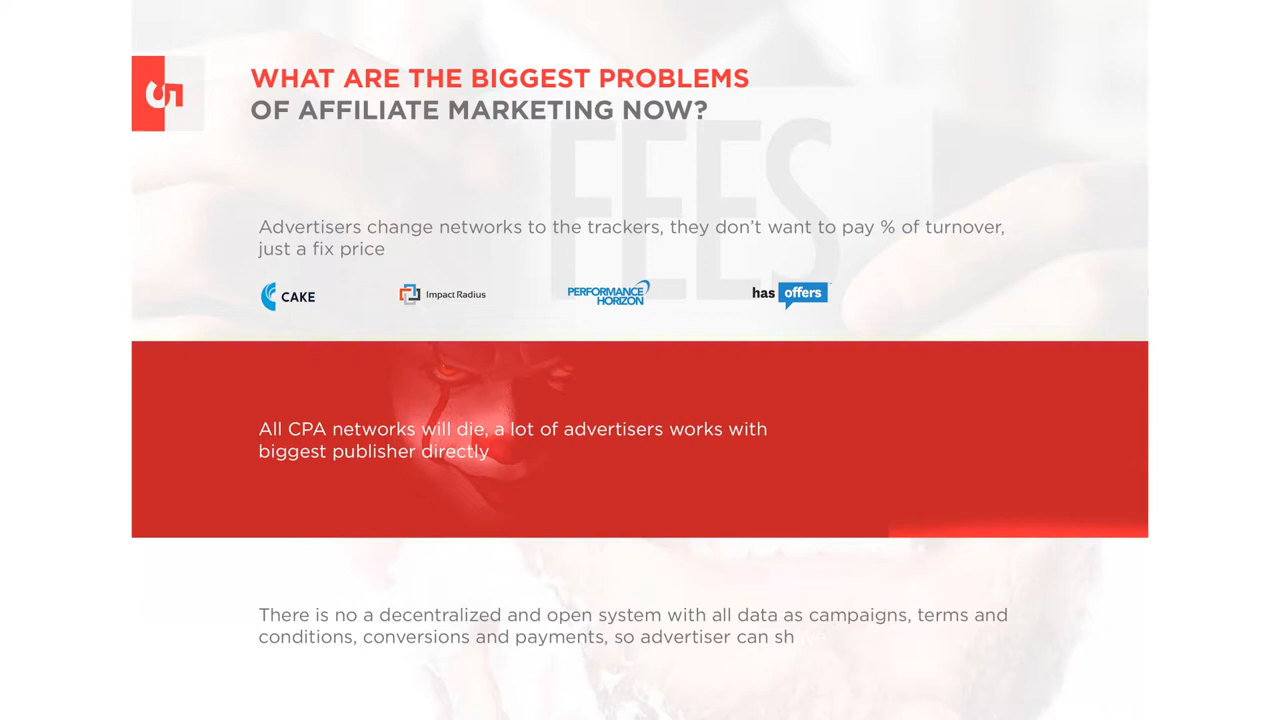 5
WHAT ARE THE BIGGEST PROBLEMS
OF AFFILIATE MARKETING NOW?
FEES
Advertisers change networks to the trackers, they don't want to pay % of turnover,
just a fix price
CAKE
Impact Radius
PERFORMANCE
HORIZON
has offers
All CPA networks will die, a lot of advertisers works with
biggest publisher directly
There is no a decentralized and open system with all data as campaigns, terms and
conditions, conversions and payments, so advertiser can sh